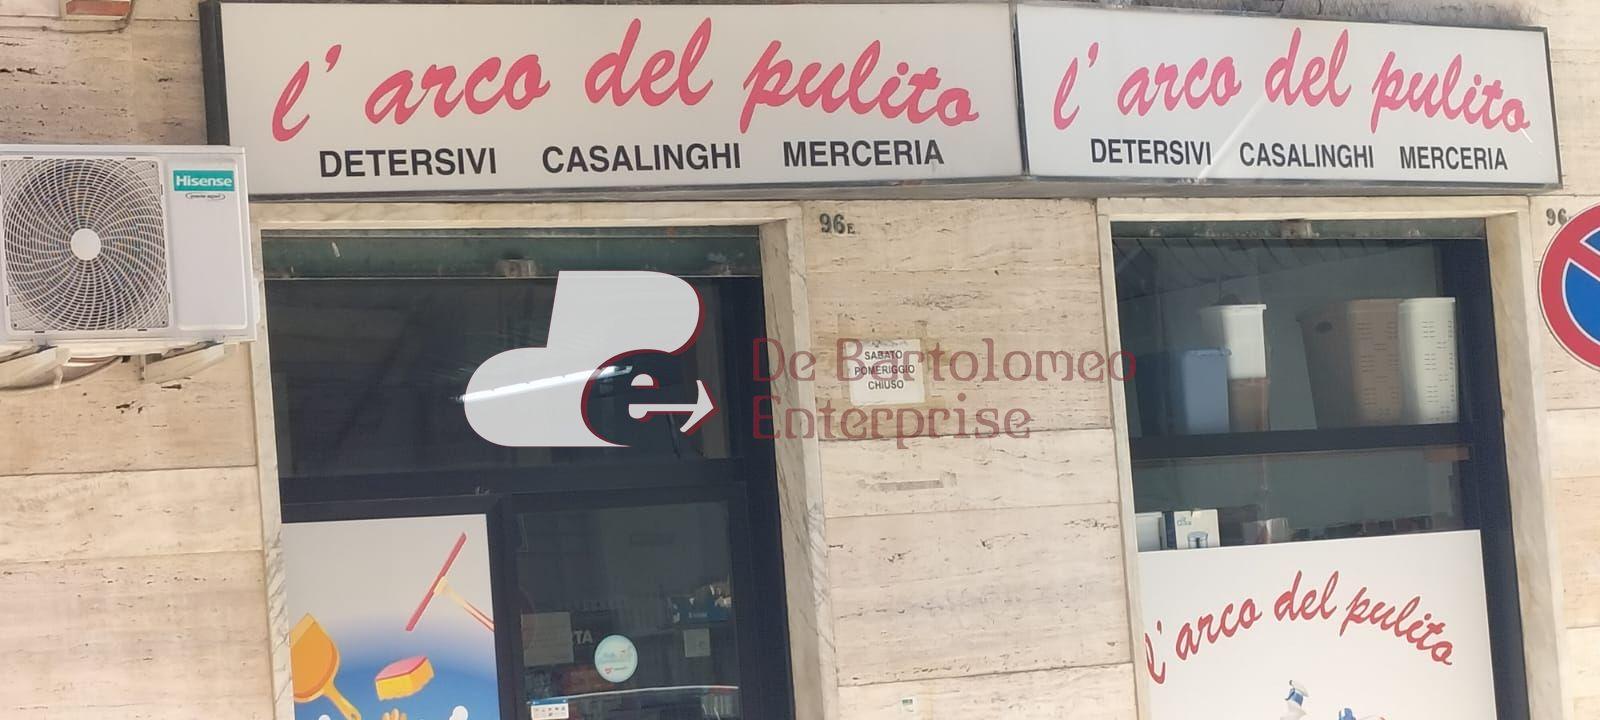 l' arco del pulito
DETERSIVI CASALINGHI MERCERIA
l' arco del pulito
DETERSIVI CASALINGHI MERCERIA
Hisense
96E
96
De Bartolomeo
Enterprise
SABATO
POMERIGGIO
CHIUSO
l' arco del pulito